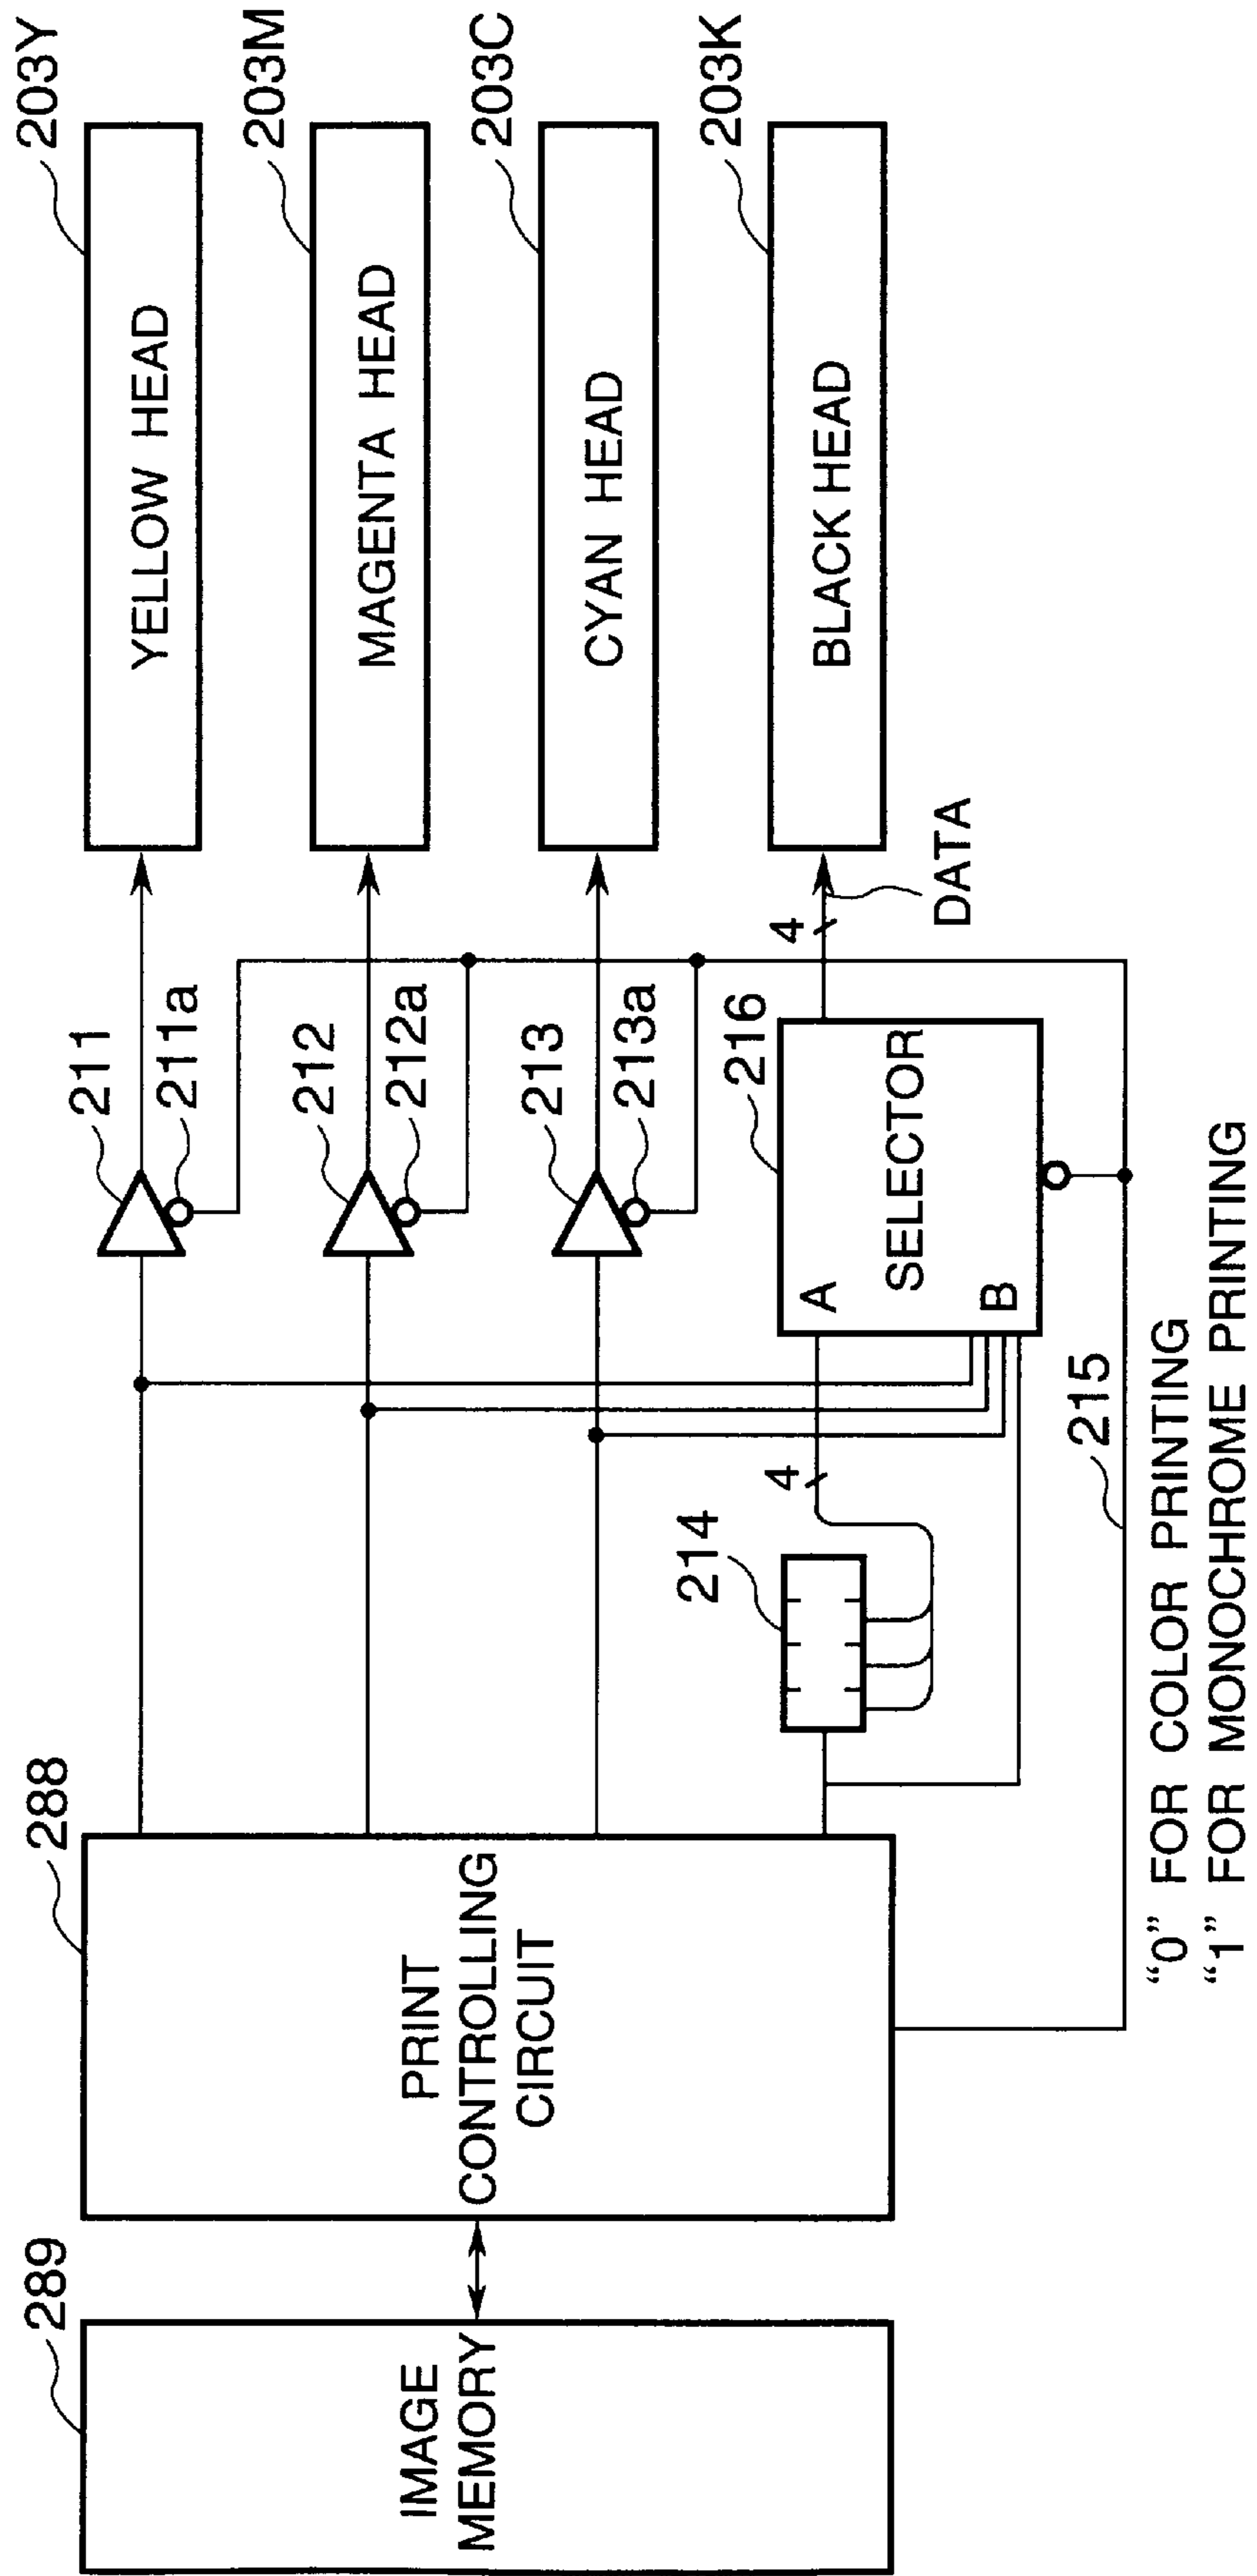 289
IMAGE
MEMORY
288
PRINT
CONTROLLING
CIRCUIT
211
211a
212
212a
213
213a
214
4
A
B
SELECTOR
216
4
DATA
203Y
YELLOW HEAD
203M
MAGENTA HEAD
203C
CYAN HEAD
203K
BLACK HEAD
215
“0” FOR COLOR PRINTING
“1” FOR MONOCHROME PRINTING